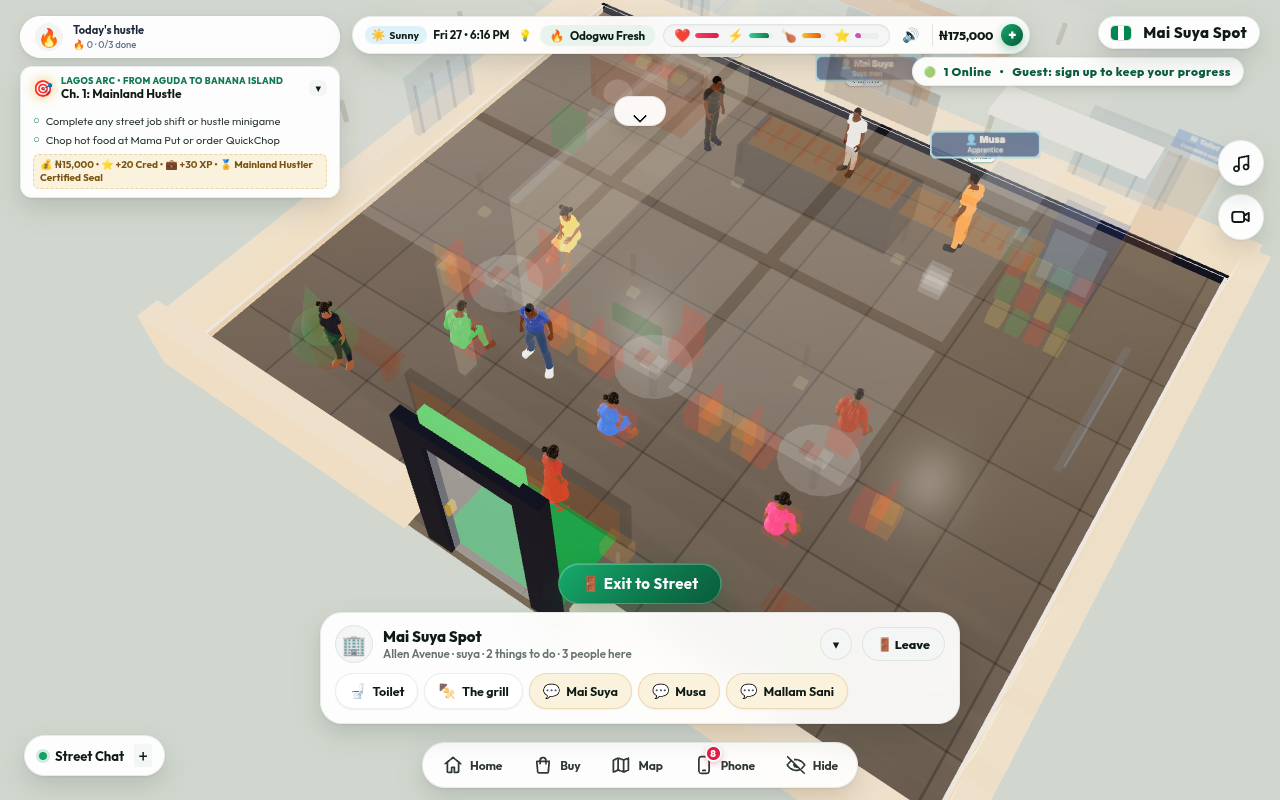 Today's hustle
🔥 0 · 0/3 done
Sunny
Fri 27 • 6:16 PM
Odogwu Fresh
₦175,000
+
Mai Suya Spot
1 Online • Guest: sign up to keep your progress
LAGOS ARC • FROM AGUDA TO BANANA ISLAND
Ch. 1: Mainland Hustle
Complete any street job shift or hustle minigame
Chop hot food at Mama Put or order QuickChop
💰 ₦15,000 • ⭐ +20 Cred • 💼 +30 XP • 🏅 Mainland Hustler
Certified Seal
Mai Suya
Suya man
Musa
Apprentice
Exit to Street
Mai Suya Spot
Allen Avenue · suya · 2 things to do · 3 people here
Leave
Toilet
The grill
Mai Suya
Musa
Mallam Sani
Street Chat +
Home
Buy
Map
8
Phone
Hide